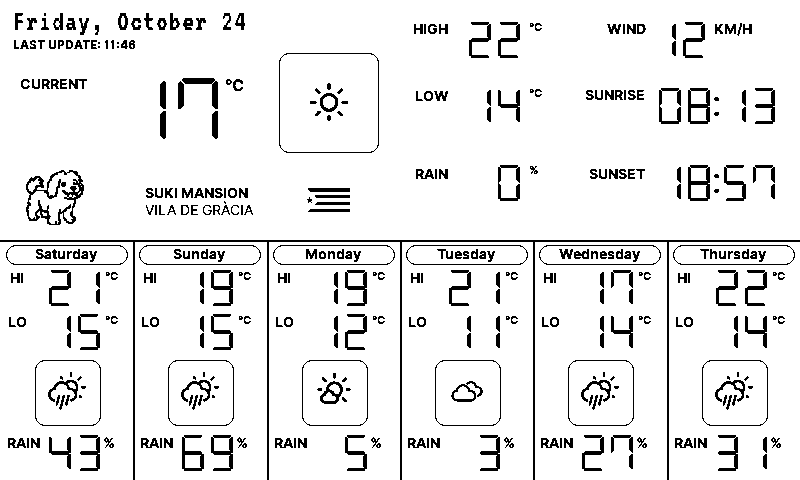 Friday, October 24
LAST UPDATE: 11:46
CURRENT 17 °C
SUKI MANSION
VILA DE GRÀCIA
HIGH 22 °C
LOW 14 °C
RAIN 0 %
WIND 12 KM/H
SUNRISE 08:13
SUNSET 18:57
Saturday
HI 21 °C
LO 15 °C
RAIN 43 %
Sunday
HI 19 °C
LO 15 °C
RAIN 69 %
Monday
HI 19 °C
LO 12 °C
RAIN 5 %
Tuesday
HI 21 °C
LO 11 °C
RAIN 3 %
Wednesday
HI 17 °C
LO 14 °C
RAIN 27 %
Thursday
HI 22 °C
LO 14 °C
RAIN 31 %